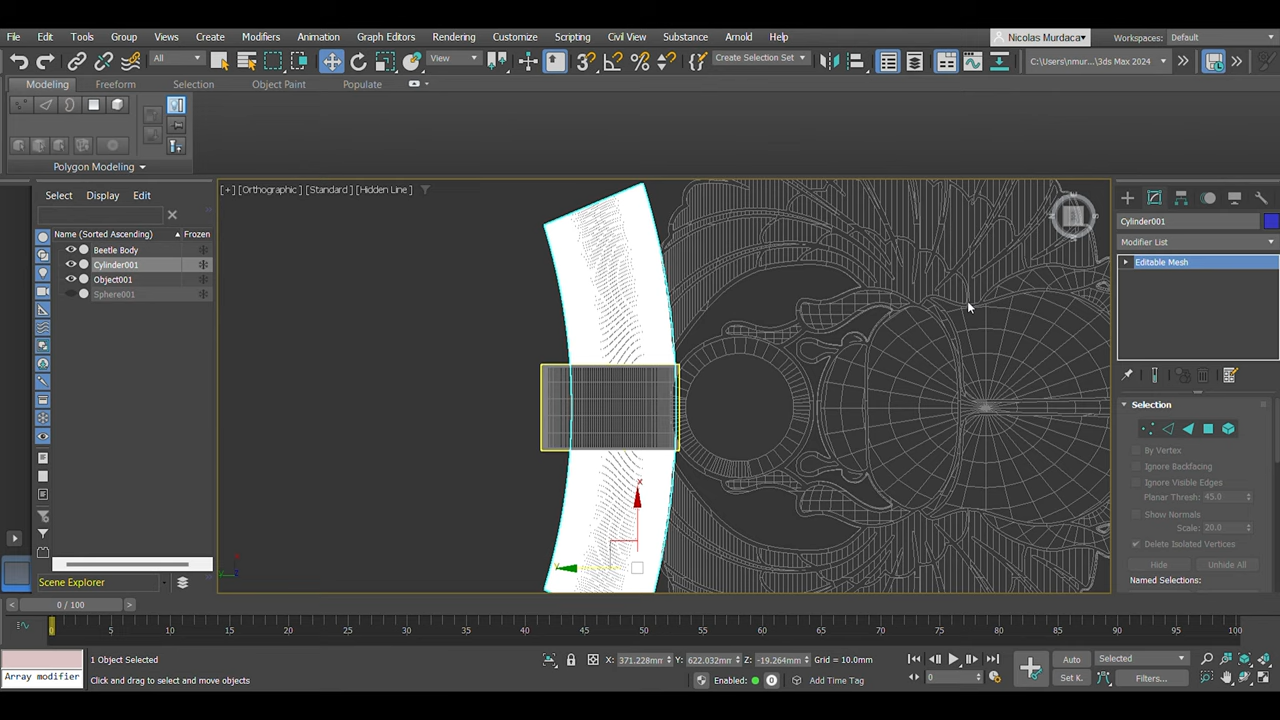 File Edit Tools Group Views Create Modifiers Animation Graph Editors Rendering Customize Scripting Civil View Substance Arnold Help Nicolas Murdaca Workspaces: Default
All View Create Selection Set C:\Users\nmur...\3ds Max 2024
Modeling Freeform Selection Object Paint Populate
Polygon Modeling
Select Display Edit
Name (Sorted Ascending) Frozen
Beetle Body
Cylinder001
Object001
Sphere001
Scene Explorer
[+] [Orthographic ] [Standard ] [Hidden Line ]
Cylinder001
Modifier List
Editable Mesh
Selection
By Vertex
Ignore Backfacing
Ignore Visible Edges
Planar Thresh: 45.0
Show Normals
Scale: 20.0
Delete Isolated Vertices
Hide Unhide All
Named Selections:
0 / 100
0 5 10 15 20 25 30 35 40 45 50 55 60 65 70 75 80 85 90 95 100
1 Object Selected X: 371.228mm Y: 622.032mm Z: -19.264mm Grid = 10.0mm Auto Selected
Array modifier Click and drag to select and move objects Enabled: 0 Add Time Tag 0 Set K. Filters...
x
y